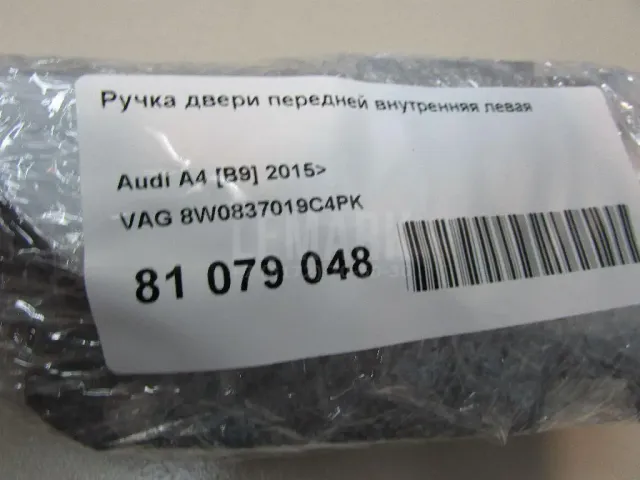 Ручка двери передней внутренняя левая
Audi A4 [B9] 2015>
VAG 8W0837019C4PK
81 079 048